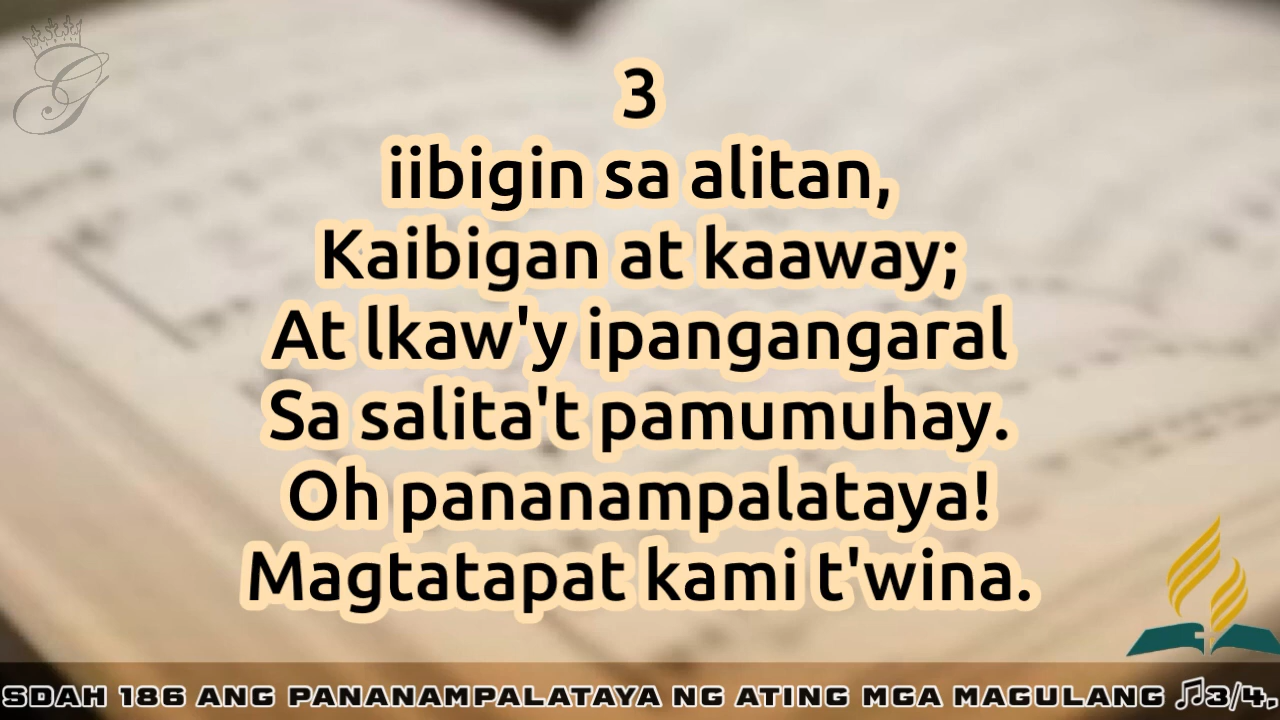 3
iibigin sa alitan,
Kaibigan at kaaway;
At lkaw'y ipangangaral
Sa salita't pamumuhay.
Oh pananampalataya!
Magtatapat kami t'wina.
SDAH 186 ANG PANANAMPALATAYA NG ATING MGA MAGULANG ♫3/4,